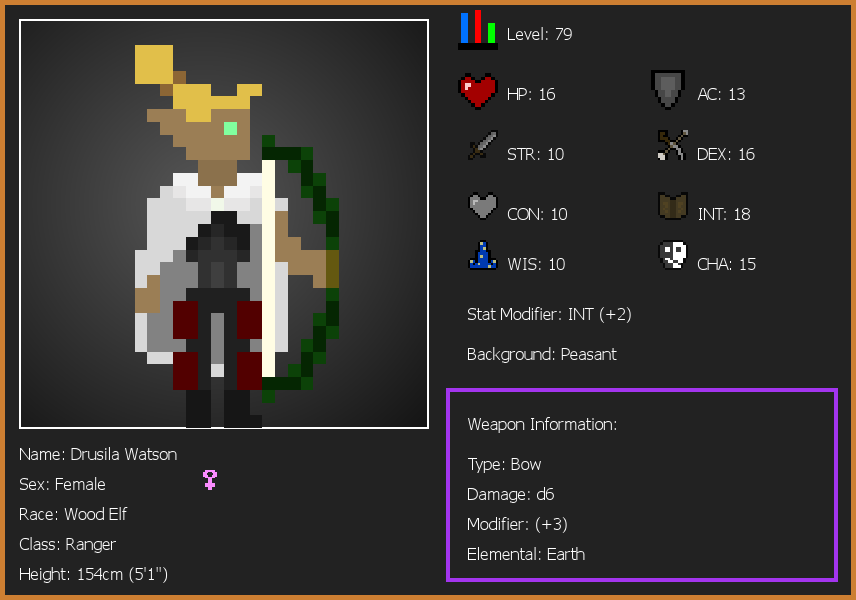 Level: 79
HP: 16
AC: 13
STR: 10
DEX: 16
CON: 10
INT: 18
WIS: 10
CHA: 15
Stat Modifier: INT (+2)
Background: Peasant
Weapon Information:
Type: Bow
Damage: d6
Modifier: (+3)
Elemental: Earth
Name: Drusila Watson
Sex: Female
Race: Wood Elf
Class: Ranger
Height: 154cm (5'1")